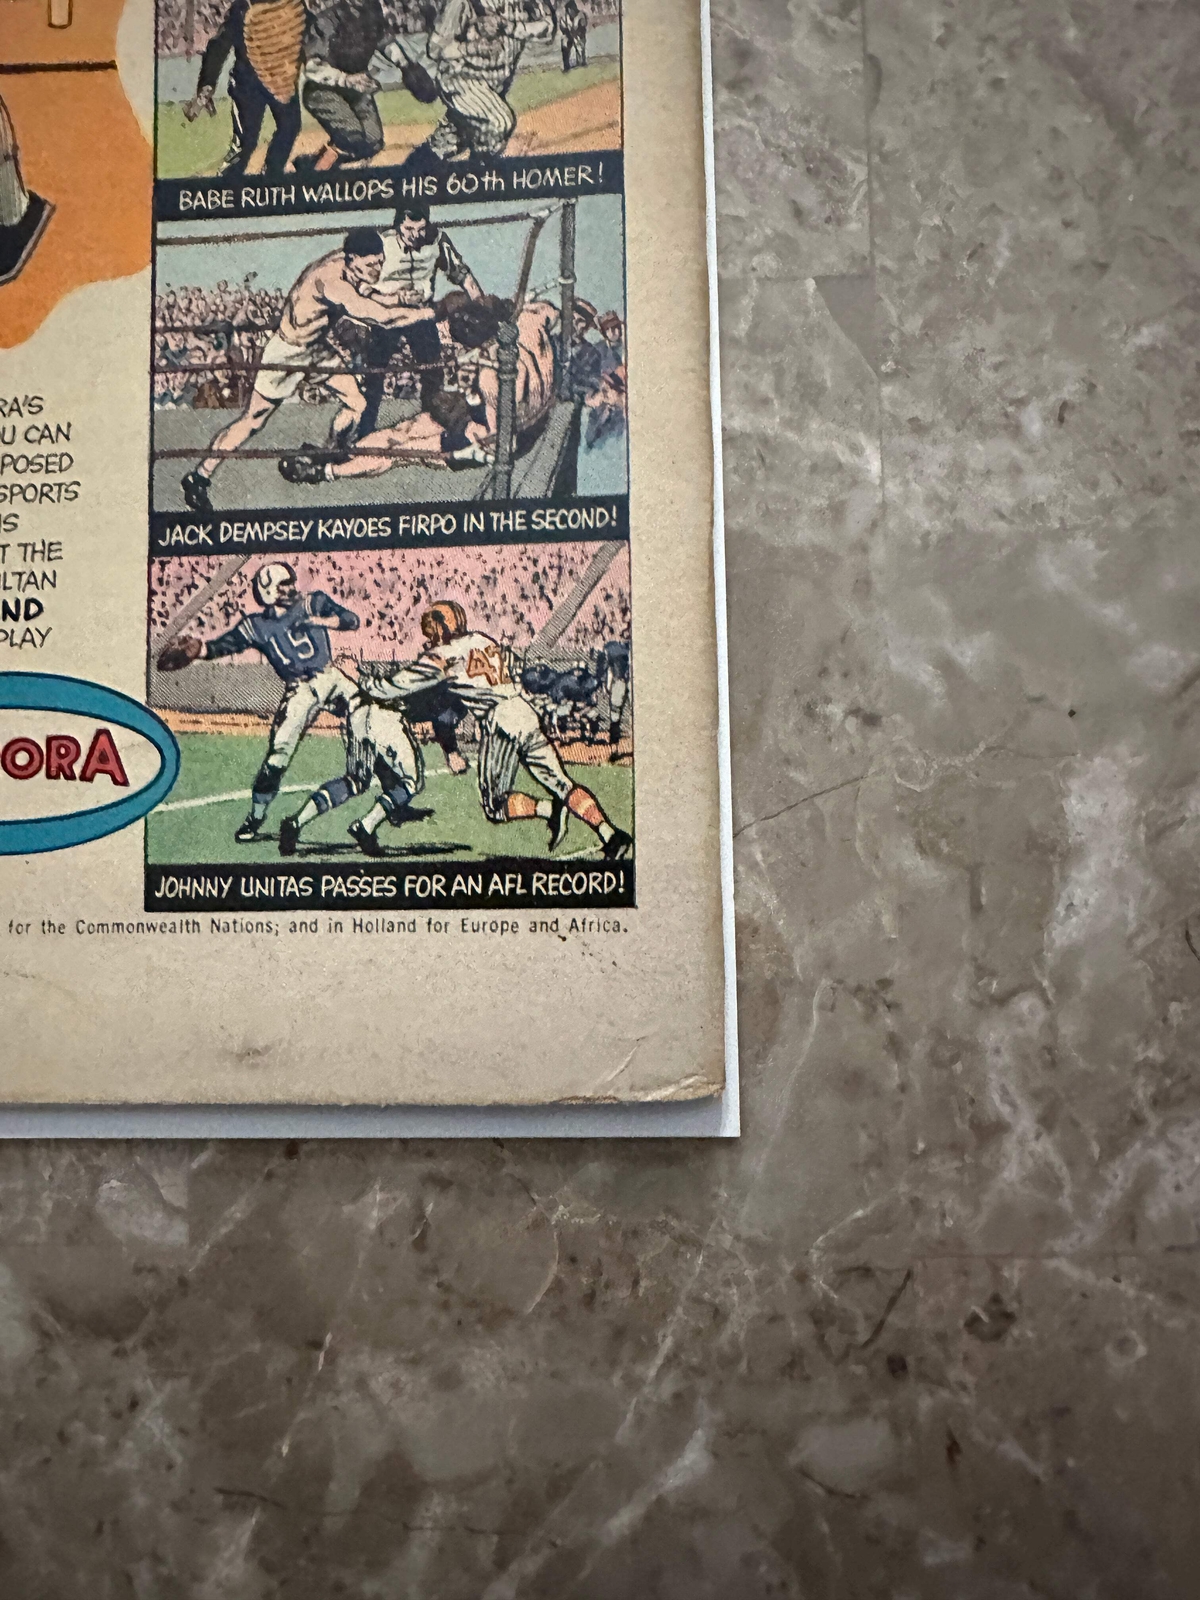 BABE RUTH WALLOPS HIS 60th HOMER!
JACK DEMPSEY KAYOES FIRPO IN THE SECOND!
RA'S
U CAN
POSED
SPORTS
IS
T THE
LTAN
ND
PLAY
15
42
ORA
JOHNNY UNITAS PASSES FOR AN AFL RECORD!
for the Commonwealth Nations; and in Holland for Europe and Africa.